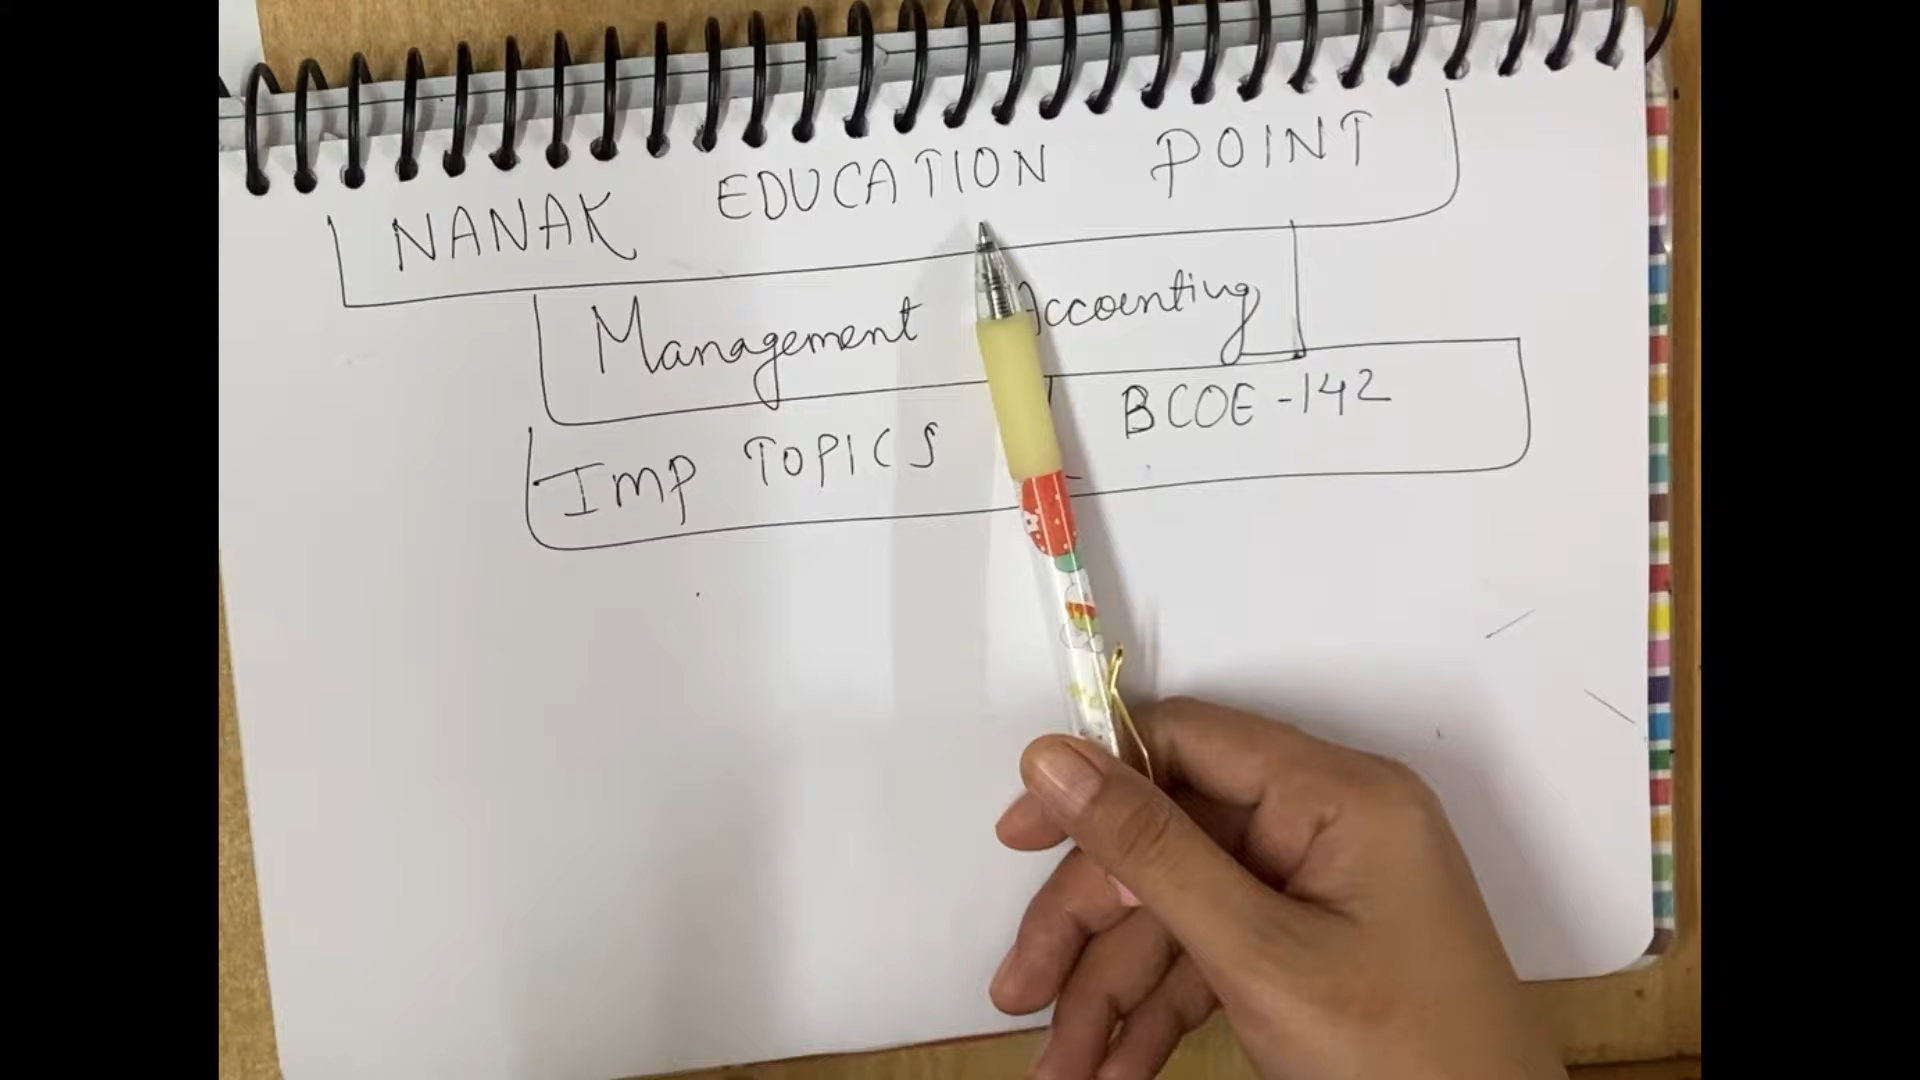 NANAK EDUCATION POINT
Management Accounting
Imp TOPICS BCOE-142